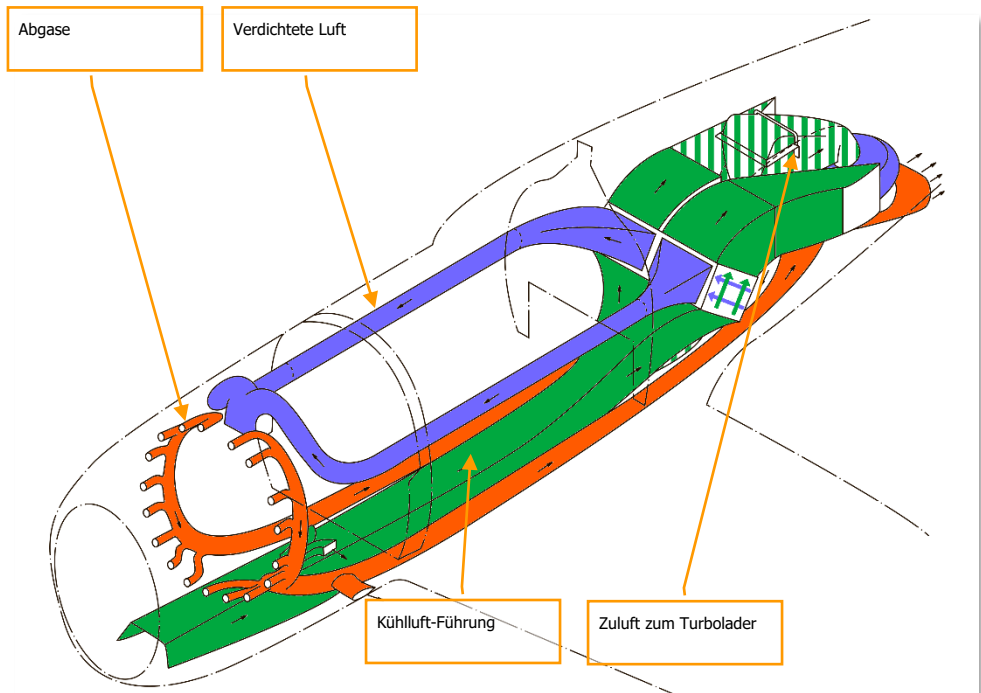 Abgase
Verdichtete Luft
Kühlluft-Führung
Zuluft zum Turbolader